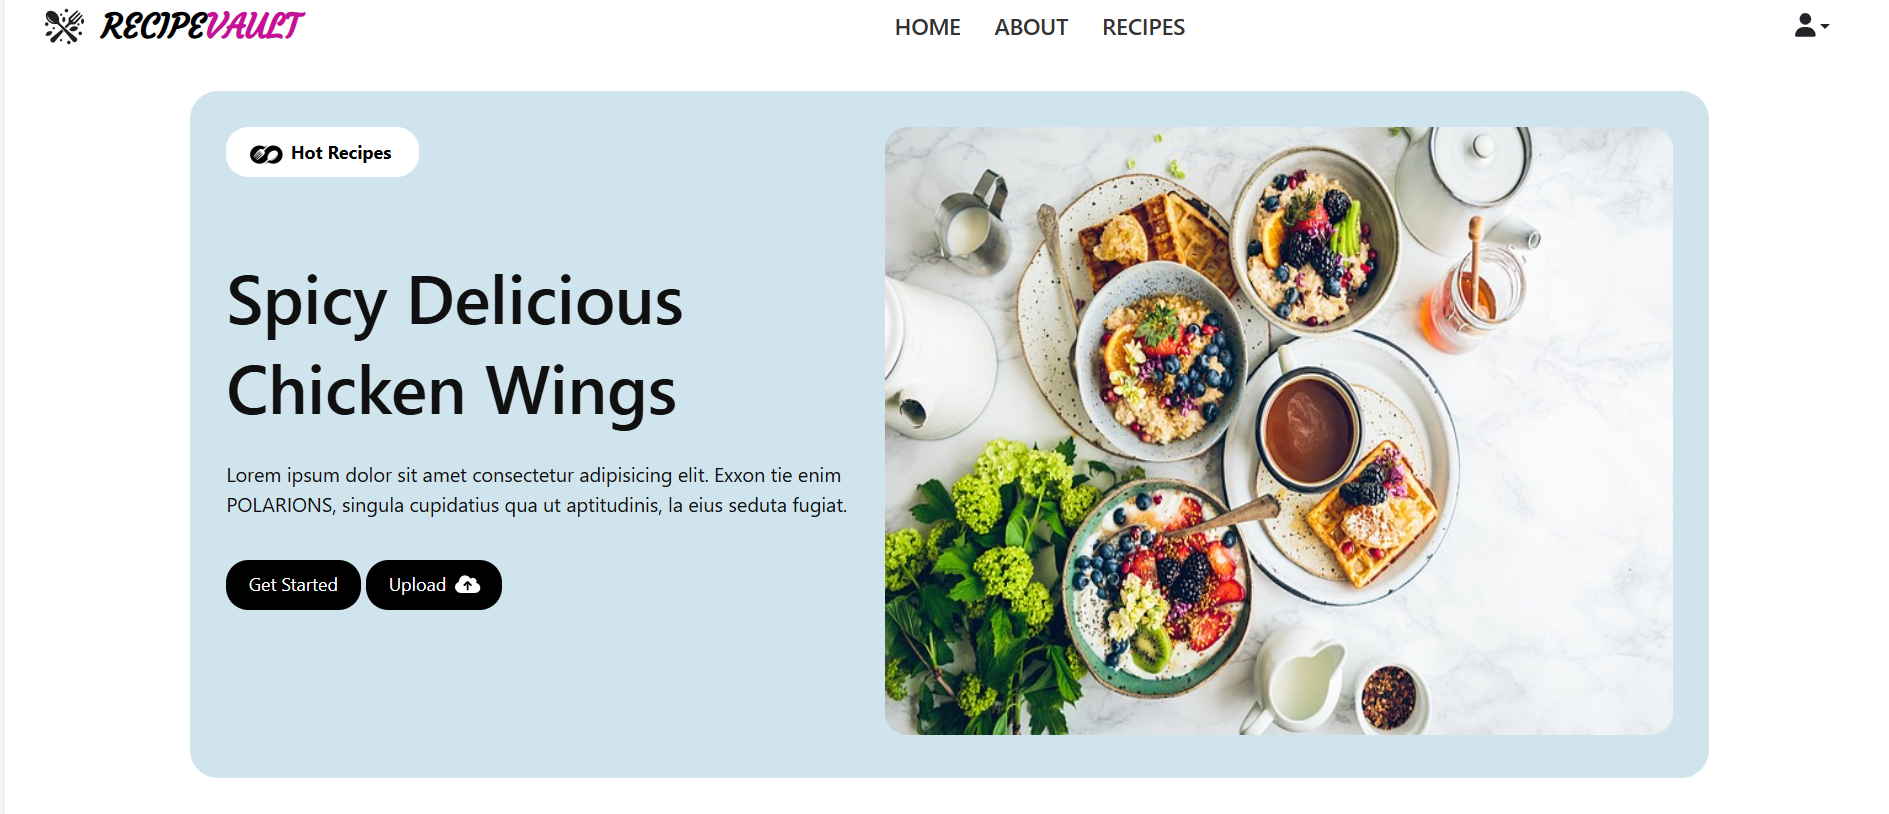 RECIPEVAULT
HOME ABOUT RECIPES
Hot Recipes
Spicy Delicious
Chicken Wings
Lorem ipsum dolor sit amet consectetur adipisicing elit. Exxon tie enim
POLARIONS, singula cupidatius qua ut aptitudinis, la eius seduta fugiat.
Get Started Upload